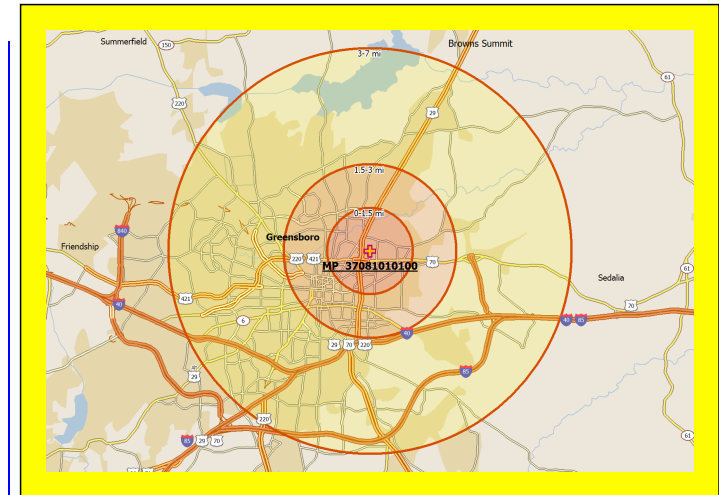 Summerfield
150
3-7 mi
Browns Summit
61
220
29
1.5-3 mi
0-1.5 mi
840
Greensboro
Friendship
220 421
70
MP_37081010100
61
Sedalia
421
40
70
6
40
40 85
29 70 220
29
85
220
85 29 70
61